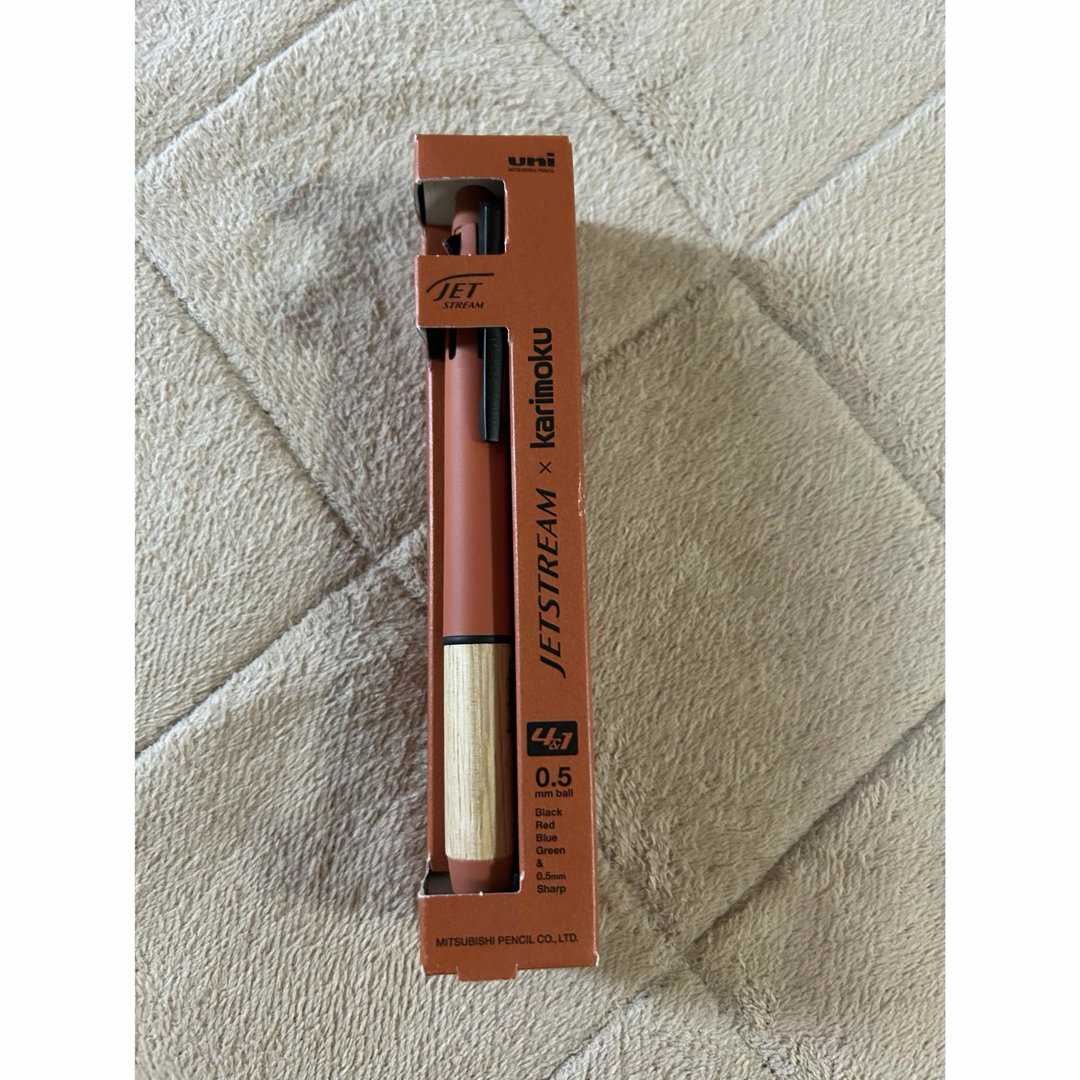 uni
MITSUBISHI PENCIL
JET
STREAM
JETSTREAM × karimoku
4&1
0.5
mm ball
Black
Red
Blue
Green
&
0.5mm
Sharp
MITSUBISHI PENCIL CO., LTD.